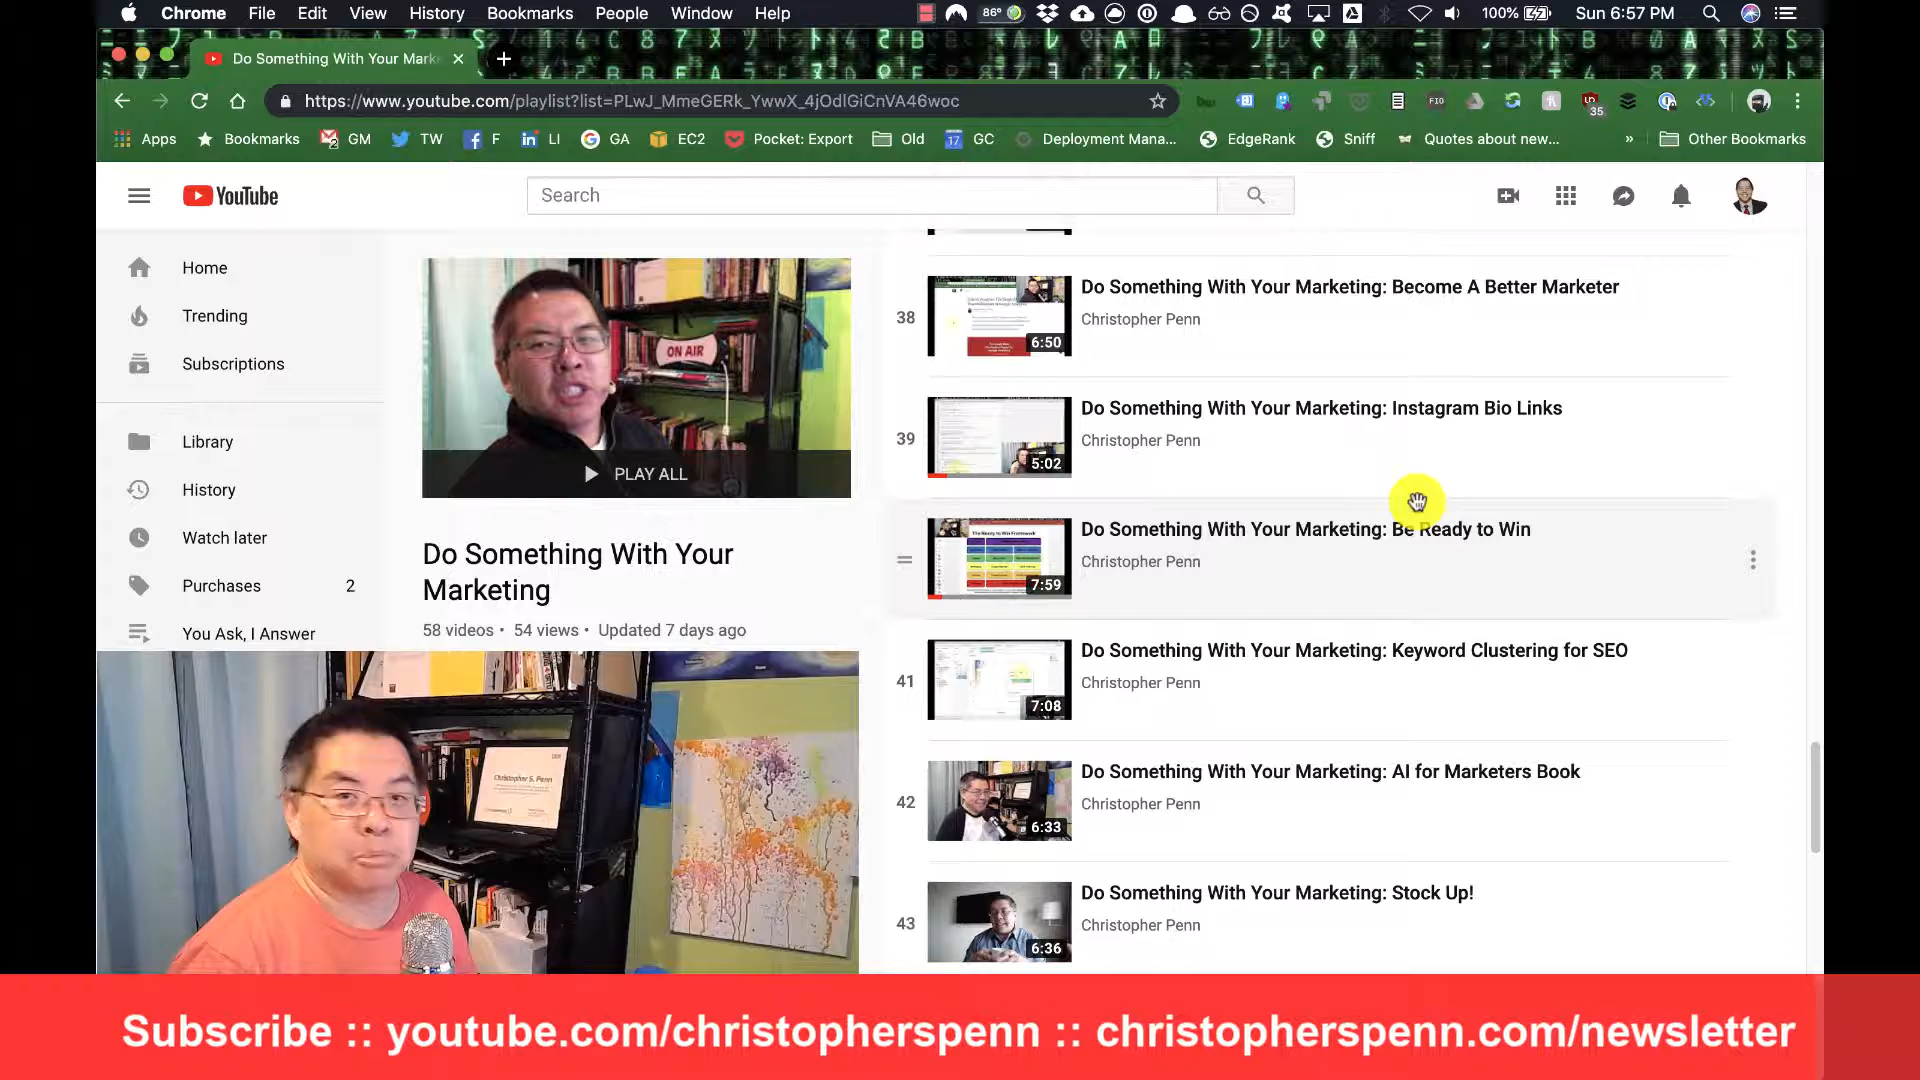 Chrome File Edit View History Bookmarks People Window Help 86° 100% Sun 6:57 PM
Do Something With Your Mark
https://www.youtube.com/playlist?list=PLwJ_MmeGERk_YwwX_4jOdlGiCnVA46woc
35
Apps Bookmarks GM TW F LI GA EC2 Pocket: Export Old 17 GC Deployment Mana... EdgeRank Sniff Quotes about new... » Other Bookmarks
YouTube Search
Home
Trending
Subscriptions
Library
History
Watch later
Purchases 2
You Ask, I Answer
ON AIR
PLAY ALL
Do Something With Your
Marketing
58 videos • 54 views • Updated 7 days ago
Christopher S. Penn
38 6:50 Do Something With Your Marketing: Become A Better Marketer
Christopher Penn
39 5:02 Do Something With Your Marketing: Instagram Bio Links
Christopher Penn
7:59 Do Something With Your Marketing: Be Ready to Win
Christopher Penn
41 7:08 Do Something With Your Marketing: Keyword Clustering for SEO
Christopher Penn
42 6:33 Do Something With Your Marketing: AI for Marketers Book
Christopher Penn
43 6:36 Do Something With Your Marketing: Stock Up!
Christopher Penn
Subscribe :: youtube.com/christopherspenn :: christopherspenn.com/newsletter